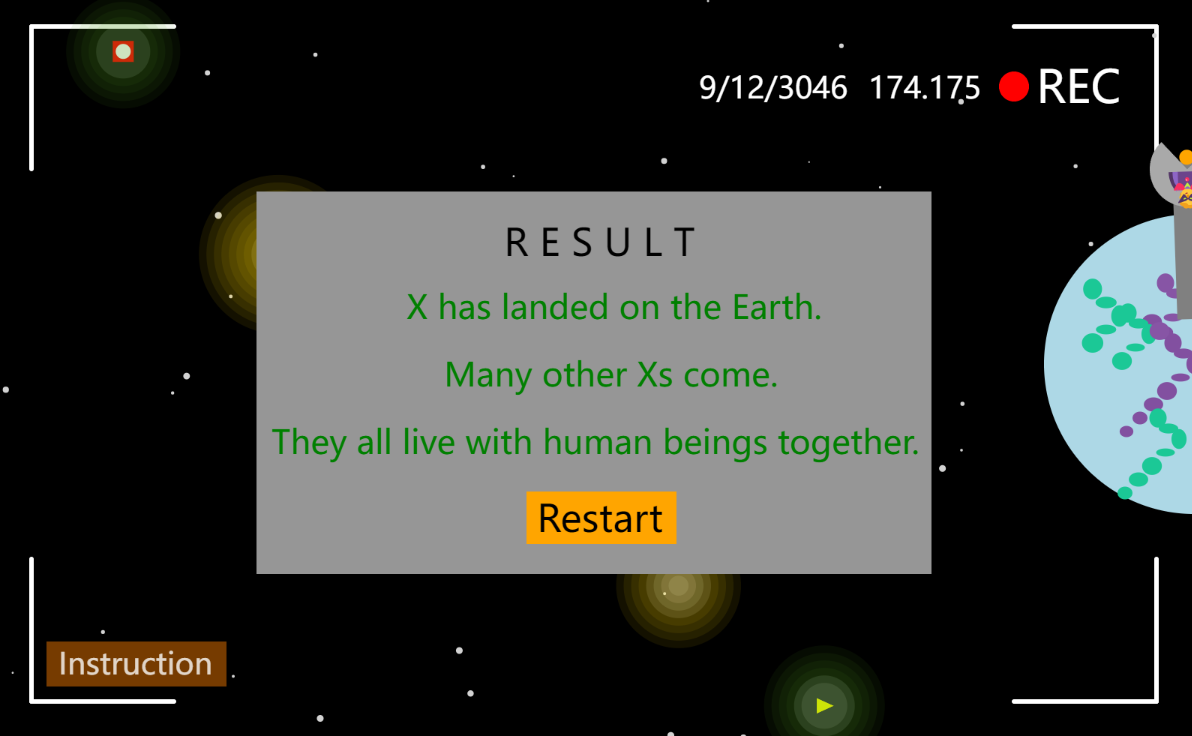 9/12/3046 174.175 REC
R E S U L T
X has landed on the Earth.
Many other Xs come.
They all live with human beings together.
Restart
Instruction